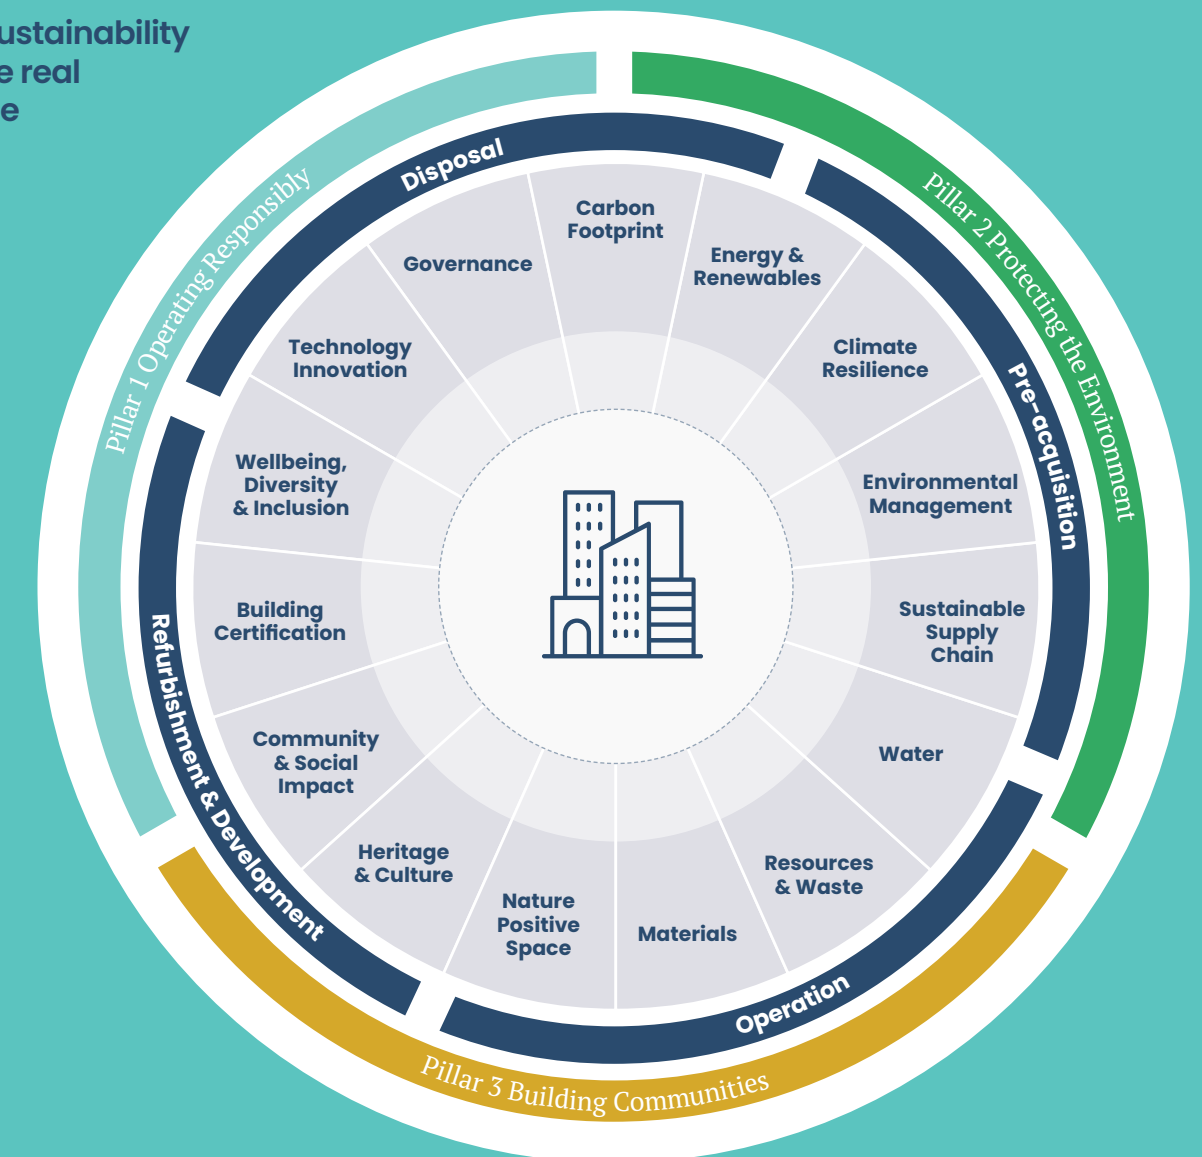 ustainability
e real
e
Pillar 1 Operating Responsibly
Pillar 2 Protecting the Environment
Pillar 3 Building Communities
Disposal
Pre-acquisition
Operation
Refurbishment & Development
Carbon
Footprint
Energy &
Renewables
Climate
Resilience
Environmental
Management
Sustainable
Supply
Chain
Water
Resources
& Waste
Materials
Nature
Positive
Space
Heritage
& Culture
Community
& Social
Impact
Building
Certification
Wellbeing,
Diversity
& Inclusion
Technology
Innovation
Governance